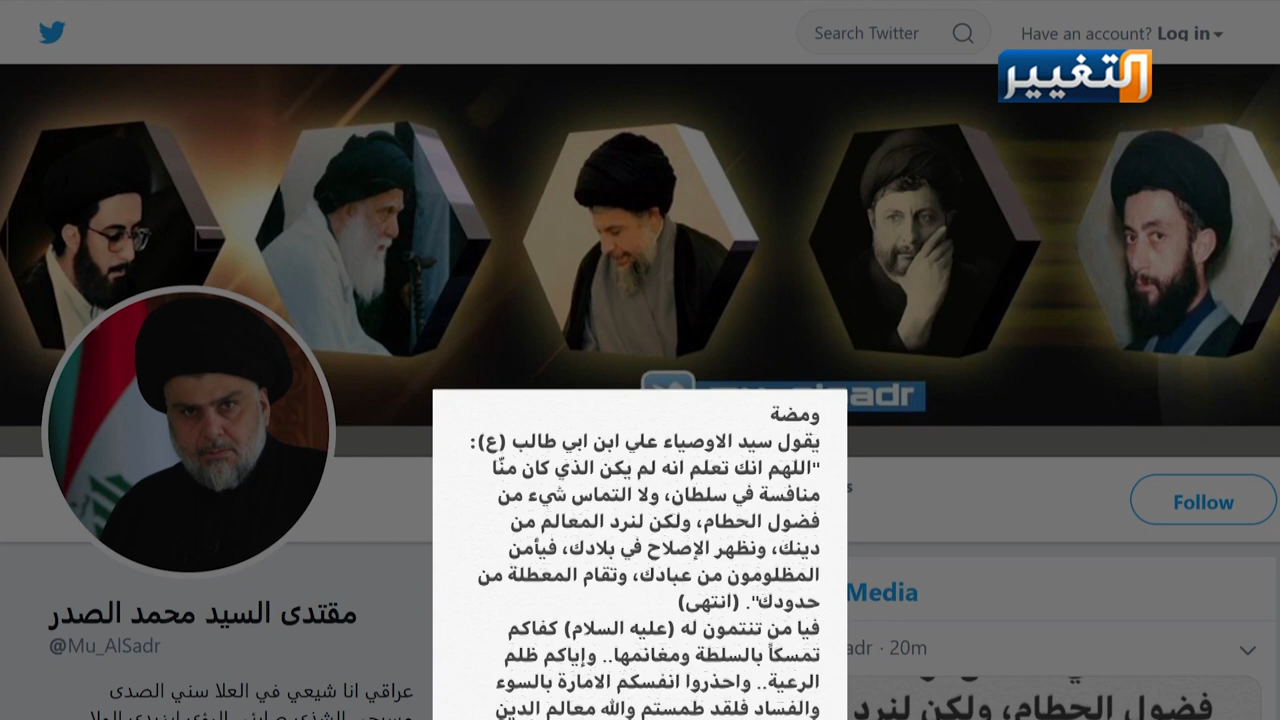 Search Twitter
Have an account? Log in
التغيير
ومضة
يقول سيد الاوصياء علي ابن ابي طالب (ع):
"اللهم انك تعلم انه لم يكن الذي كان منّا
منافسة في سلطان، ولا التماس شيء من
فضول الحطام، ولكن لنرد المعالم من
دينك، ونظهر الإصلاح في بلادك، فيأمن
المظلومون من عبادك، وتقام المعطلة من
حدودك". (انتهى)
فيا من تنتمون له (عليه السلام) كفاكم
تمسكاً بالسلطة ومغانمها.. وإياكم ظلم
الرعية.. واحذروا انفسكم الامارة بالسوء
والفساد فلقد طمستم والله معالم الدين
Follow
مقتدى السيد محمد الصدر
@Mu_AlSadr
عراقي انا شيعي في العلا سني الصدى
Media
20m
فضول الحطام، ولكن لنرد